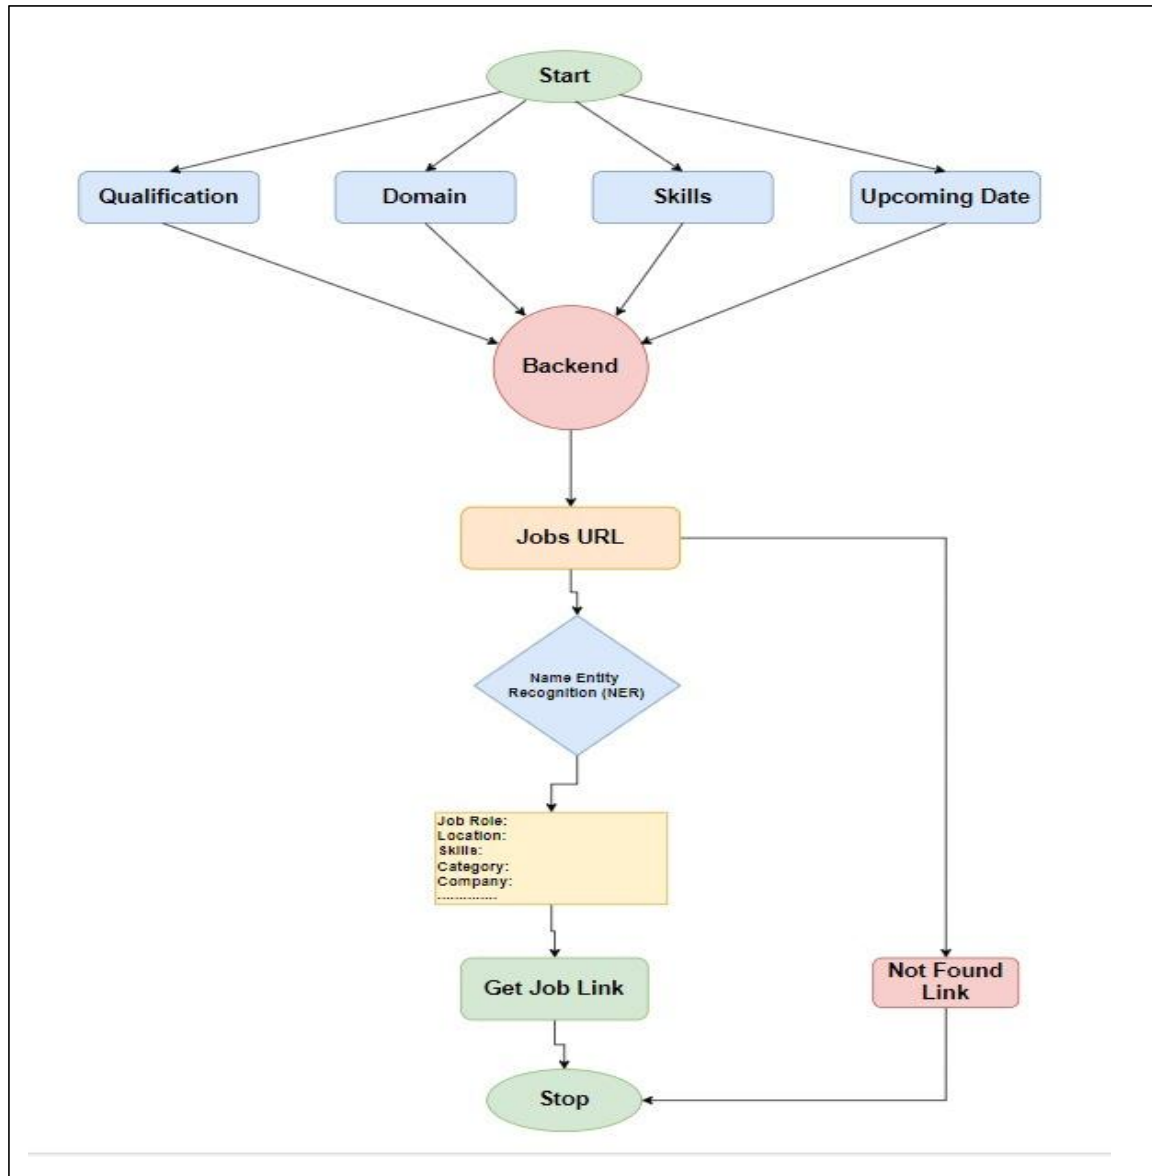 Start
Qualification
Domain
Skills
Upcoming Date
Backend
Jobs URL
Name Entity
Recognition (NER)
Job Role:
Location:
Skills:
Category:
Company:
..............
Get Job Link
Not Found
Link
Stop